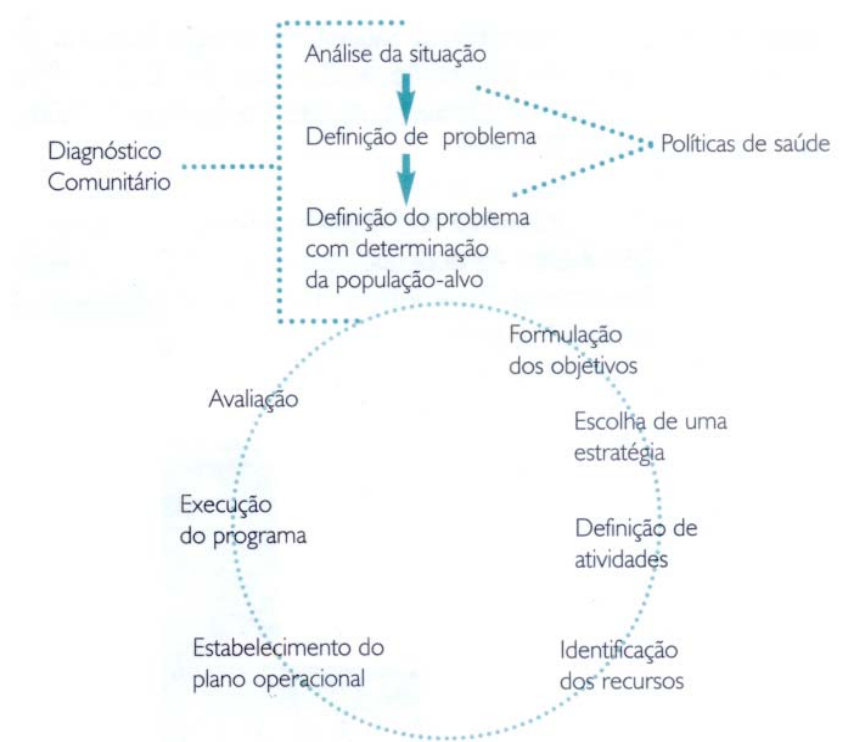 Análise da situação
Definição de problema
Políticas de saúde
Diagnóstico
Comunitário
Definição do problema
com determinação
da população-alvo
Formulação
dos objetivos
Escolha de uma
estratégia
Definição de
atividades
Identificação
dos recursos
Estabelecimento do
plano operacional
Execução
do programa
Avaliação